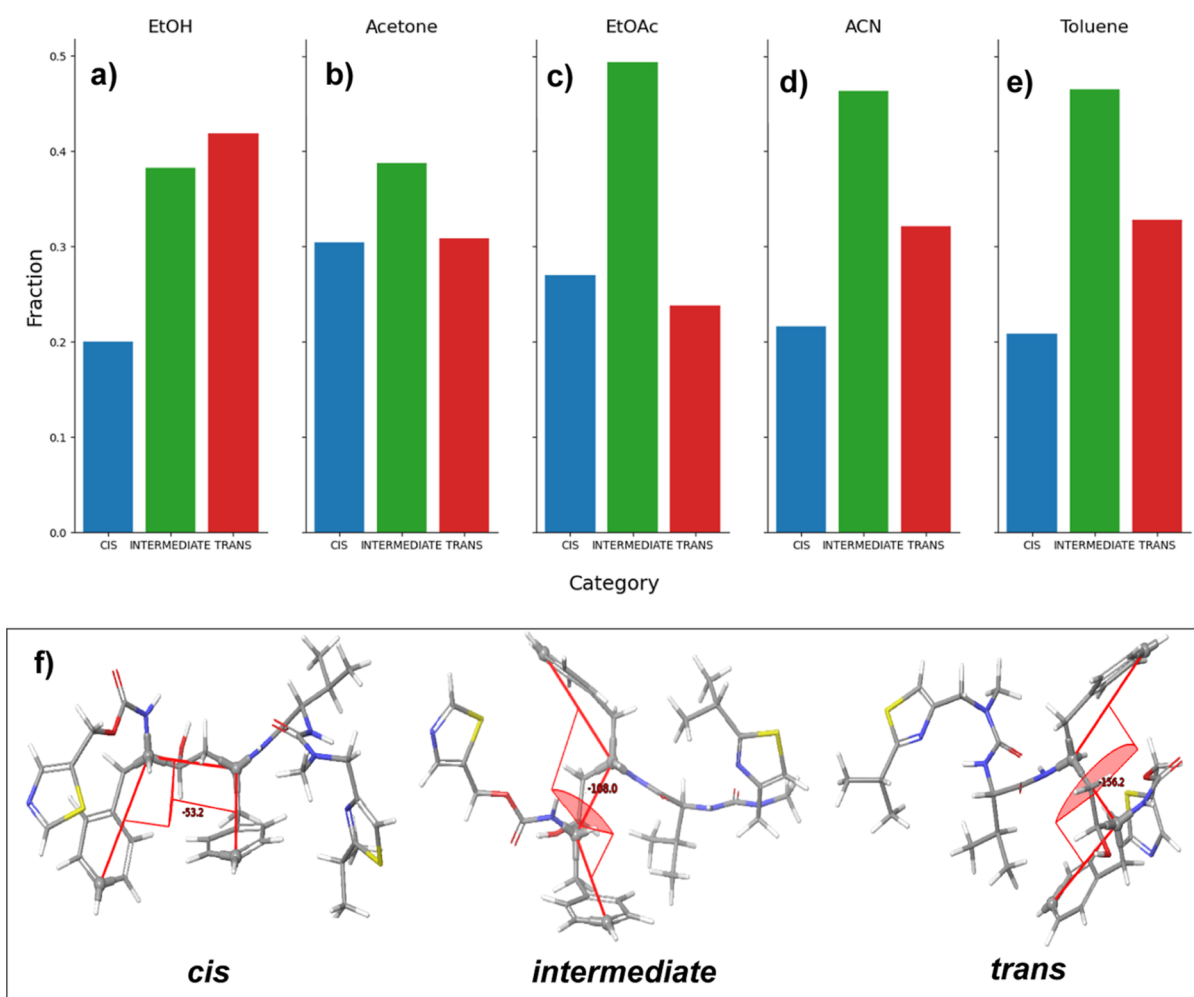 EtOH Acetone EtOAc ACN Toluene
a) b) c) d) e)
0.5
0.4
0.3
0.2
0.1
0.0
Fraction
CIS INTERMEDIATE TRANS CIS INTERMEDIATE TRANS CIS INTERMEDIATE TRANS CIS INTERMEDIATE TRANS CIS INTERMEDIATE TRANS
Category
f)
-53.2
-108.0
-156.2
cis intermediate trans